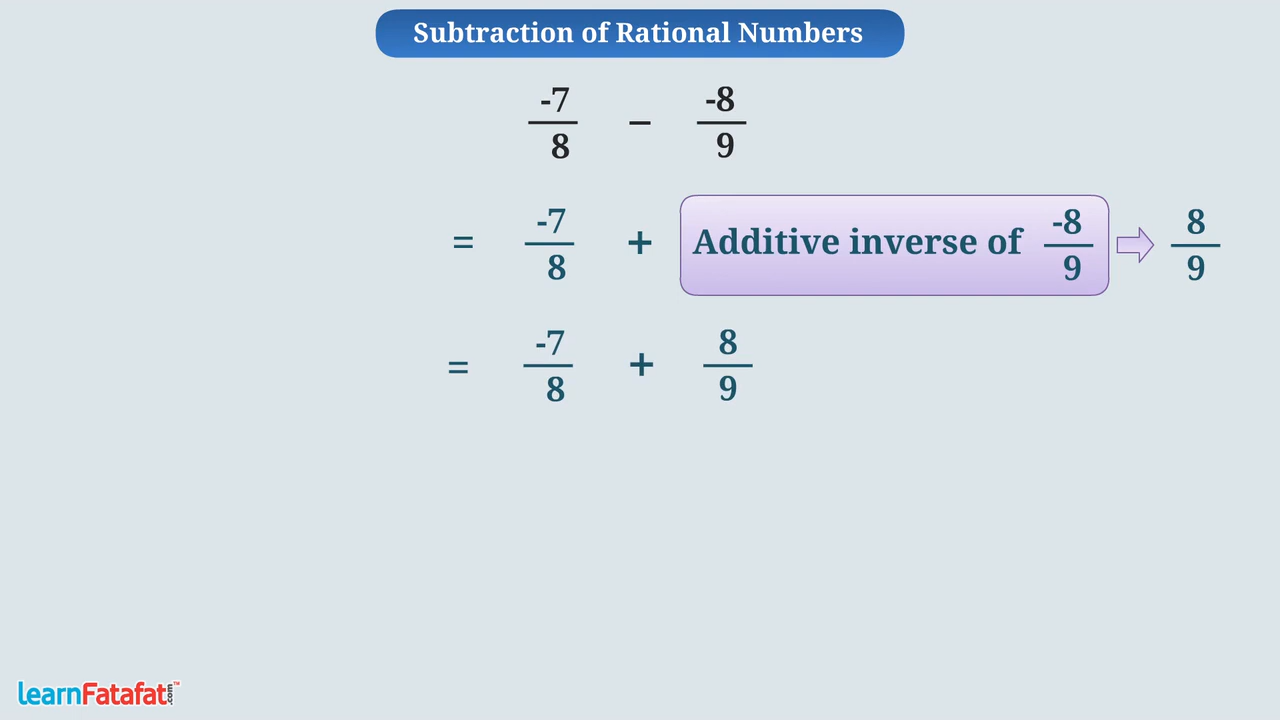 Subtraction of Rational Numbers
-7/8 – -8/9
= -7/8 + Additive inverse of -8/9 ⇨ 8/9
= -7/8 + 8/9
learnFatafat.com™